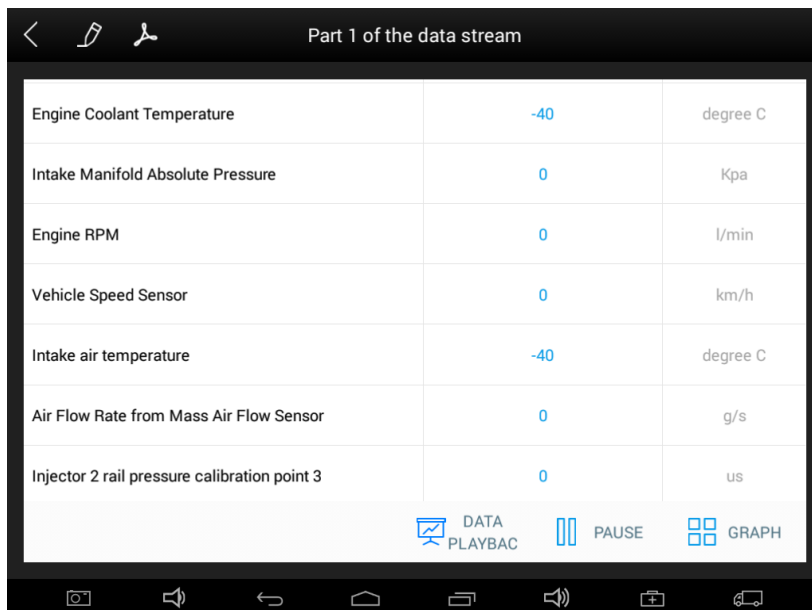 Part 1 of the data stream
Engine Coolant Temperature -40 degree C
Intake Manifold Absolute Pressure 0 Kpa
Engine RPM 0 l/min
Vehicle Speed Sensor 0 km/h
Intake air temperature -40 degree C
Air Flow Rate from Mass Air Flow Sensor 0 g/s
Injector 2 rail pressure calibration point 3 0 us
DATA
PLAYBAC
PAUSE
GRAPH